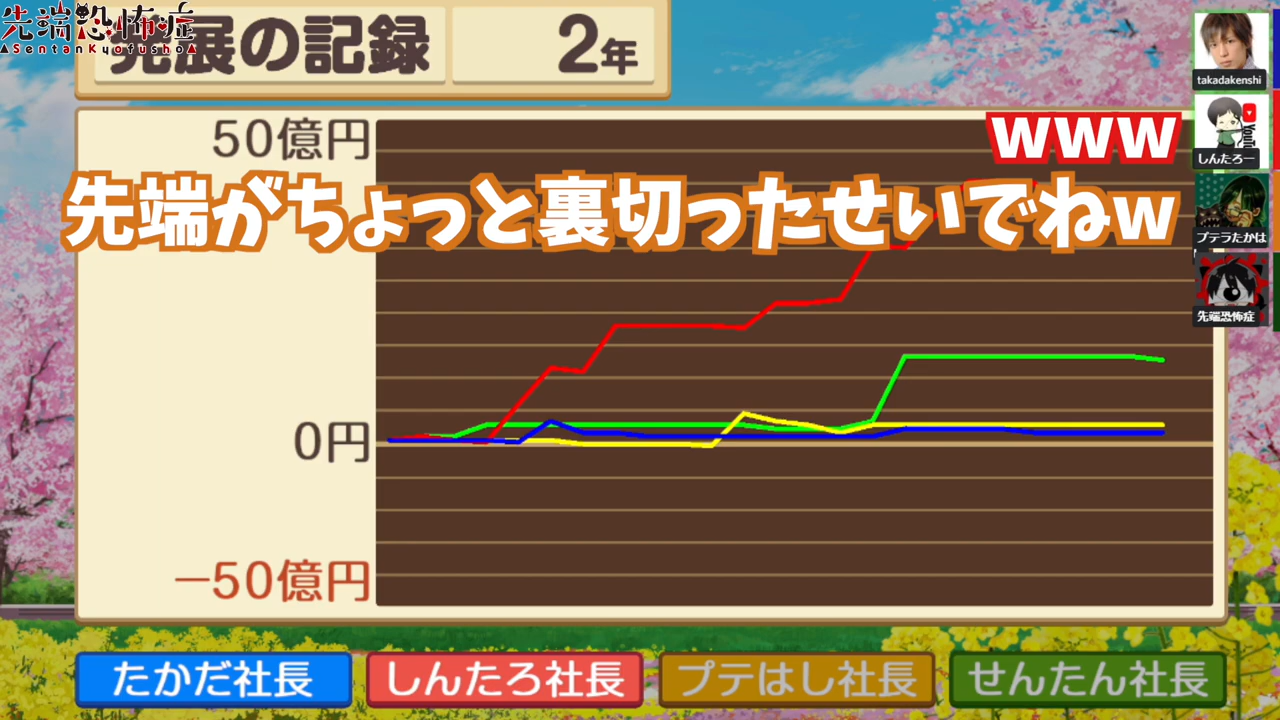 先端恐怖症
SentanKyofusho
発展の記録
2年
takadakenshi
しんたろー
プテラたかは
先端恐怖症
50億円
www
先端がちょっと裏切ったせいでねw
0円
−50億円
たかだ社長
しんたろ社長
プテはし社長
せんたん社長